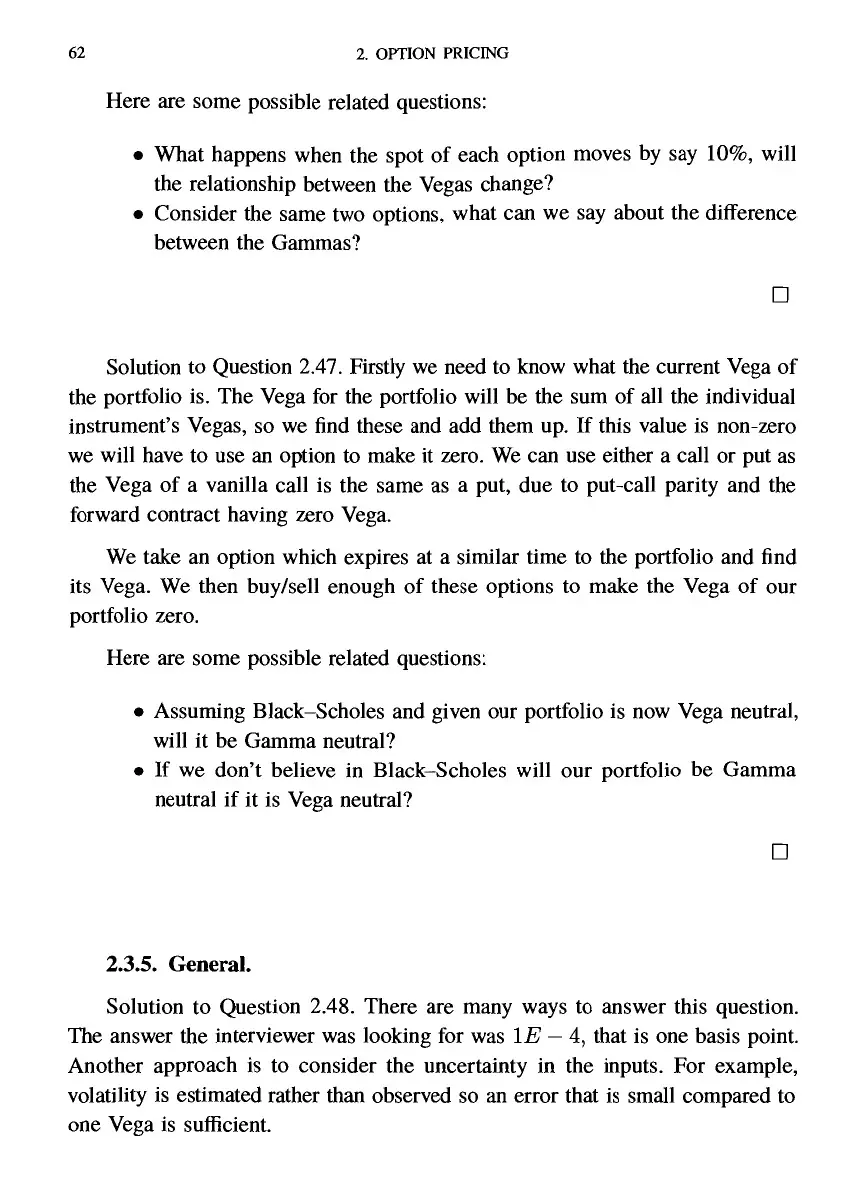 62 2. OPTION PRICING
Here are some possible related questions:
• What happens when the spot of each option moves by say 10%, will
the relationship between the Vegas change?
• Consider the same two options, what can we say about the difference
between the Gammas?
□
Solution to Question 2.47. Firstly we need to know what the current Vega of
the portfolio is. The Vega for the portfolio will be the sum of all the individual
instrument's Vegas, so we find these and add them up. If this value is non-zero
we will have to use an option to make it zero. We can use either a call or put as
the Vega of a vanilla call is the same as a put, due to put-call parity and the
forward contract having zero Vega.
We take an option which expires at a similar time to the portfolio and find
its Vega. We then buy/sell enough of these options to make the Vega of our
portfolio zero.
Here are some possible related questions:
• Assuming Black–Scholes and given our portfolio is now Vega neutral,
will it be Gamma neutral?
• If we don't believe in Black–Scholes will our portfolio be Gamma
neutral if it is Vega neutral?
□
2.3.5. General.
Solution to Question 2.48. There are many ways to answer this question.
The answer the interviewer was looking for was 1E − 4, that is one basis point.
Another approach is to consider the uncertainty in the inputs. For example,
volatility is estimated rather than observed so an error that is small compared to
one Vega is sufficient.